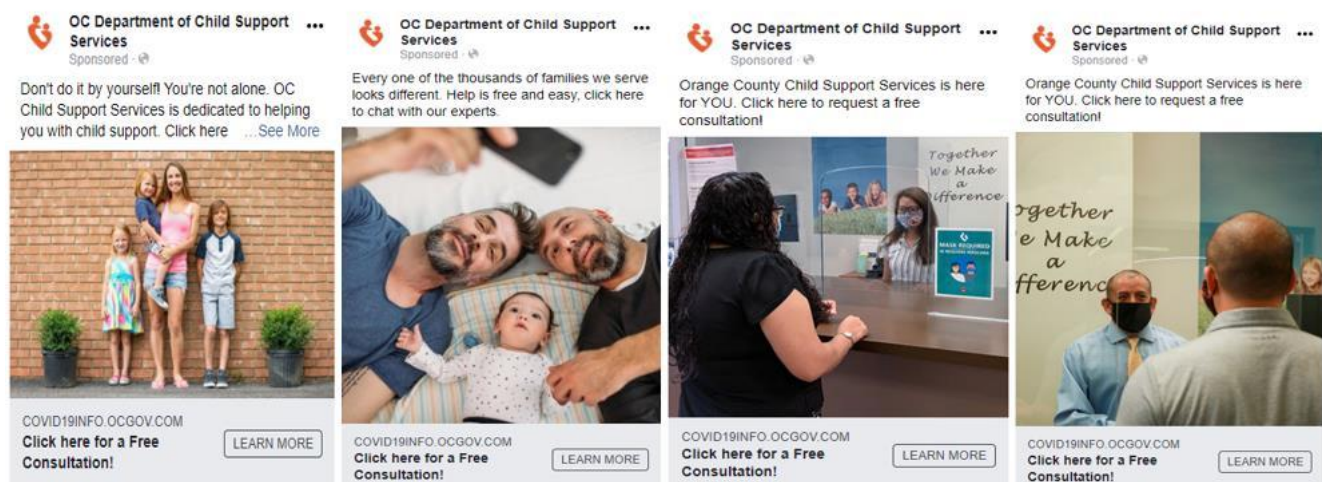 OC Department of Child Support
Services
Sponsored ·
Don't do it by yourself! You're not alone. OC
Child Support Services is dedicated to helping
you with child support. Click here ...See More
COVID19INFO.OCGOV.COM
Click here for a Free
Consultation!
LEARN MORE
OC Department of Child Support
Services
Sponsored ·
Every one of the thousands of families we serve
looks different. Help is free and easy, click here
to chat with our experts.
COVID19INFO.OCGOV.COM
Click here for a Free
Consultation!
LEARN MORE
OC Department of Child Support
Services
Sponsored ·
Orange County Child Support Services is here
for YOU. Click here to request a free
consultation!
Together
We Make
a
Difference
MASK REQUIRED
COVID19INFO.OCGOV.COM
Click here for a Free
Consultation!
LEARN MORE
OC Department of Child Support
Services
Sponsored ·
Orange County Child Support Services is here
for YOU. Click here to request a free
consultation!
ogether
e Make
a
fferenc
COVID19INFO.OCGOV.COM
Click here for a Free
Consultation!
LEARN MORE